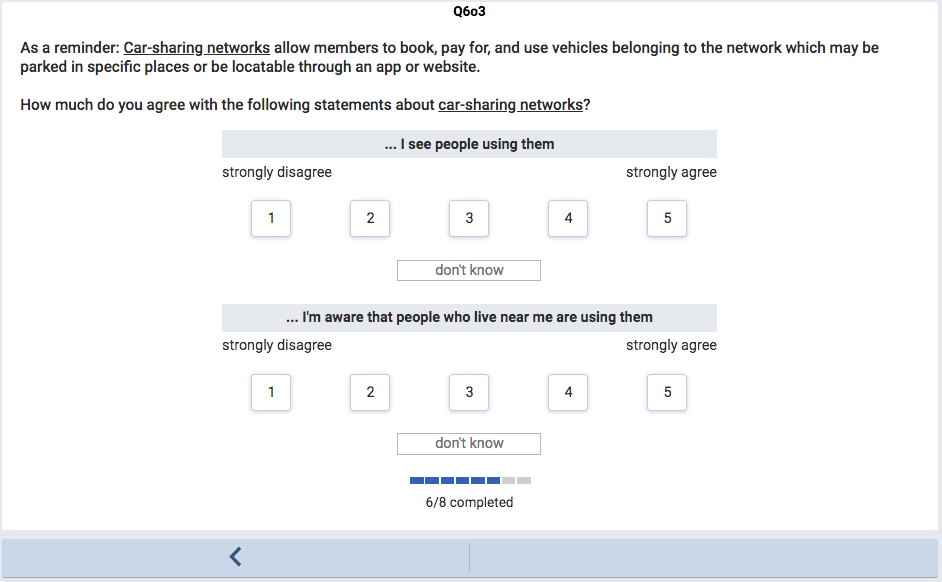 Q6o3
As a reminder: Car-sharing networks allow members to book, pay for, and use vehicles belonging to the network which may be
parked in specific places or be locatable through an app or website.
How much do you agree with the following statements about car-sharing networks?
... I see people using them
strongly disagree strongly agree
1 2 3 4 5
don't know
... I'm aware that people who live near me are using them
strongly disagree strongly agree
1 2 3 4 5
don't know
6/8 completed